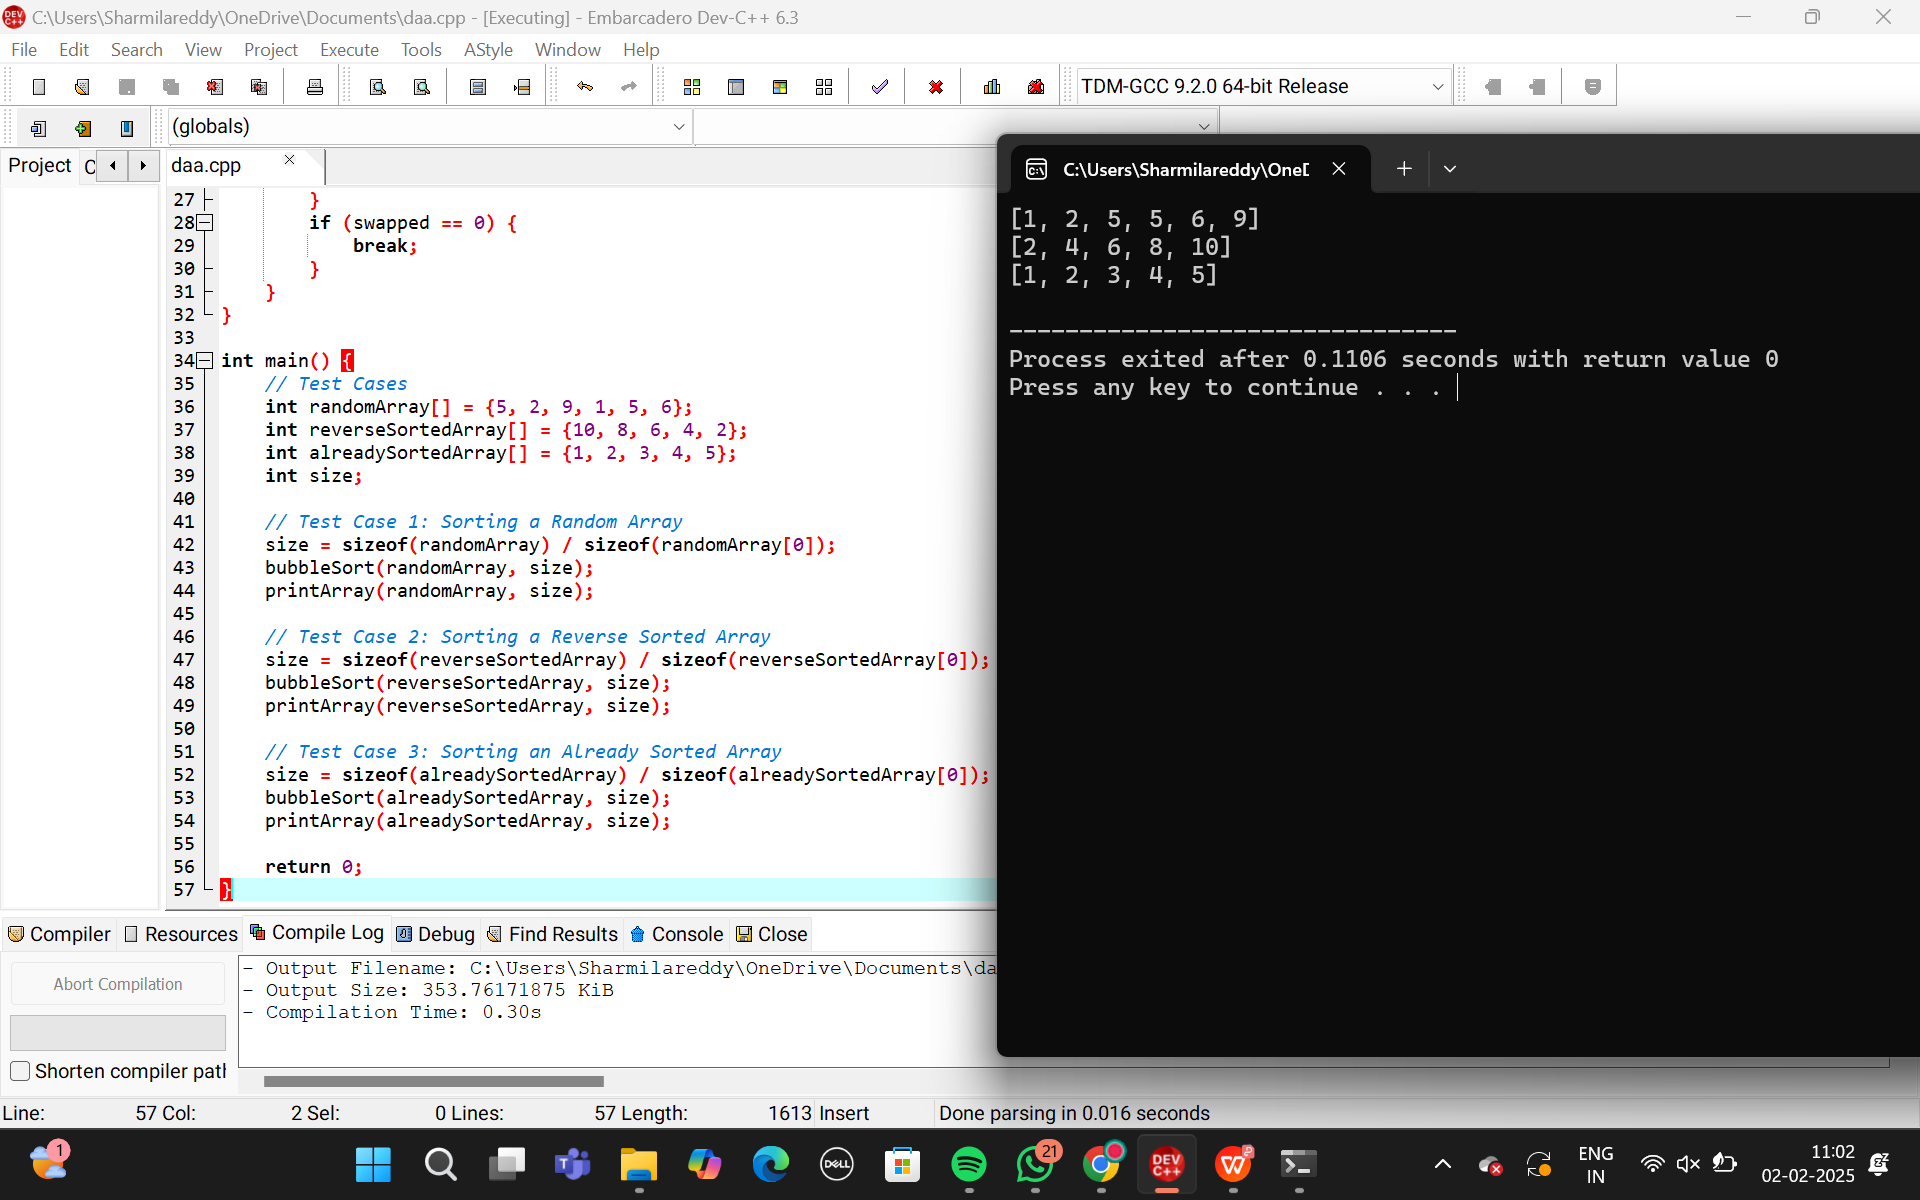 C:\Users\Sharmilareddy\OneDrive\Documents\daa.cpp - [Executing] - Embarcadero Dev-C++ 6.3
File Edit Search View Project Execute Tools AStyle Window Help
TDM-GCC 9.2.0 64-bit Release
(globals)
Project C daa.cpp
27 }
28 if (swapped == 0) {
29 break;
30 }
31 }
32 }
33
34 int main() {
35 // Test Cases
36 int randomArray[] = {5, 2, 9, 1, 5, 6};
37 int reverseSortedArray[] = {10, 8, 6, 4, 2};
38 int alreadySortedArray[] = {1, 2, 3, 4, 5};
39 int size;
40
41 // Test Case 1: Sorting a Random Array
42 size = sizeof(randomArray) / sizeof(randomArray[0]);
43 bubbleSort(randomArray, size);
44 printArray(randomArray, size);
45
46 // Test Case 2: Sorting a Reverse Sorted Array
47 size = sizeof(reverseSortedArray) / sizeof(reverseSortedArray[0]);
48 bubbleSort(reverseSortedArray, size);
49 printArray(reverseSortedArray, size);
50
51 // Test Case 3: Sorting an Already Sorted Array
52 size = sizeof(alreadySortedArray) / sizeof(alreadySortedArray[0]);
53 bubbleSort(alreadySortedArray, size);
54 printArray(alreadySortedArray, size);
55
56 return 0;
57 }
C:\Users\Sharmilareddy\OneD
[1, 2, 5, 5, 6, 9]
[2, 4, 6, 8, 10]
[1, 2, 3, 4, 5]
--------------------------------
Process exited after 0.1106 seconds with return value 0
Press any key to continue . . .
Compiler Resources Compile Log Debug Find Results Console Close
Abort Compilation
Shorten compiler pat
- Output Filename: C:\Users\Sharmilareddy\OneDrive\Documents\da
- Output Size: 353.76171875 KiB
- Compilation Time: 0.30s
Line: 57 Col: 2 Sel: 0 Lines: 57 Length: 1613 Insert Done parsing in 0.016 seconds
1
DELL
21
DEV C++
W
ENG
IN
11:02
02-02-2025